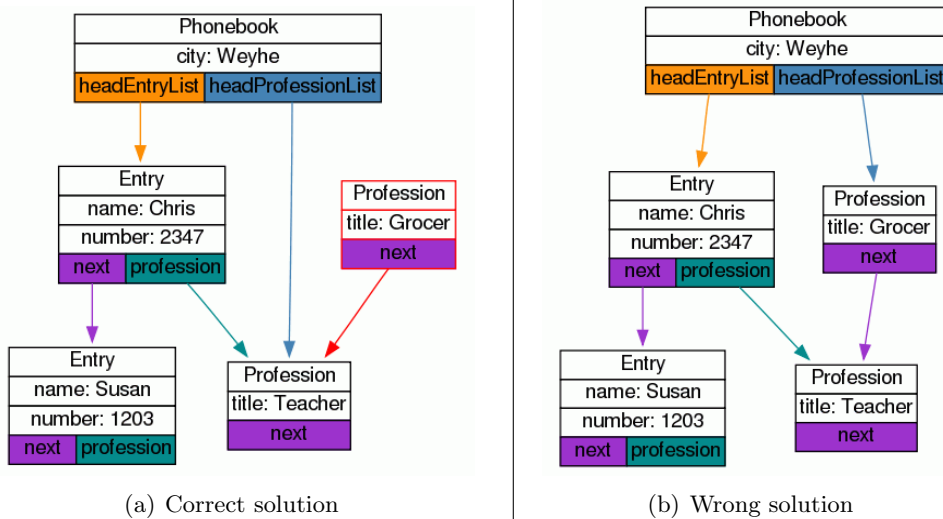 Phonebook
city: Weyhe
headEntryList headProfessionList
Entry
name: Chris
number: 2347
next profession
Profession
title: Grocer
next
Entry
name: Susan
number: 1203
next profession
Profession
title: Teacher
next
(a) Correct solution
Phonebook
city: Weyhe
headEntryList headProfessionList
Entry
name: Chris
number: 2347
next profession
Profession
title: Grocer
next
Entry
name: Susan
number: 1203
next profession
Profession
title: Teacher
next
(b) Wrong solution